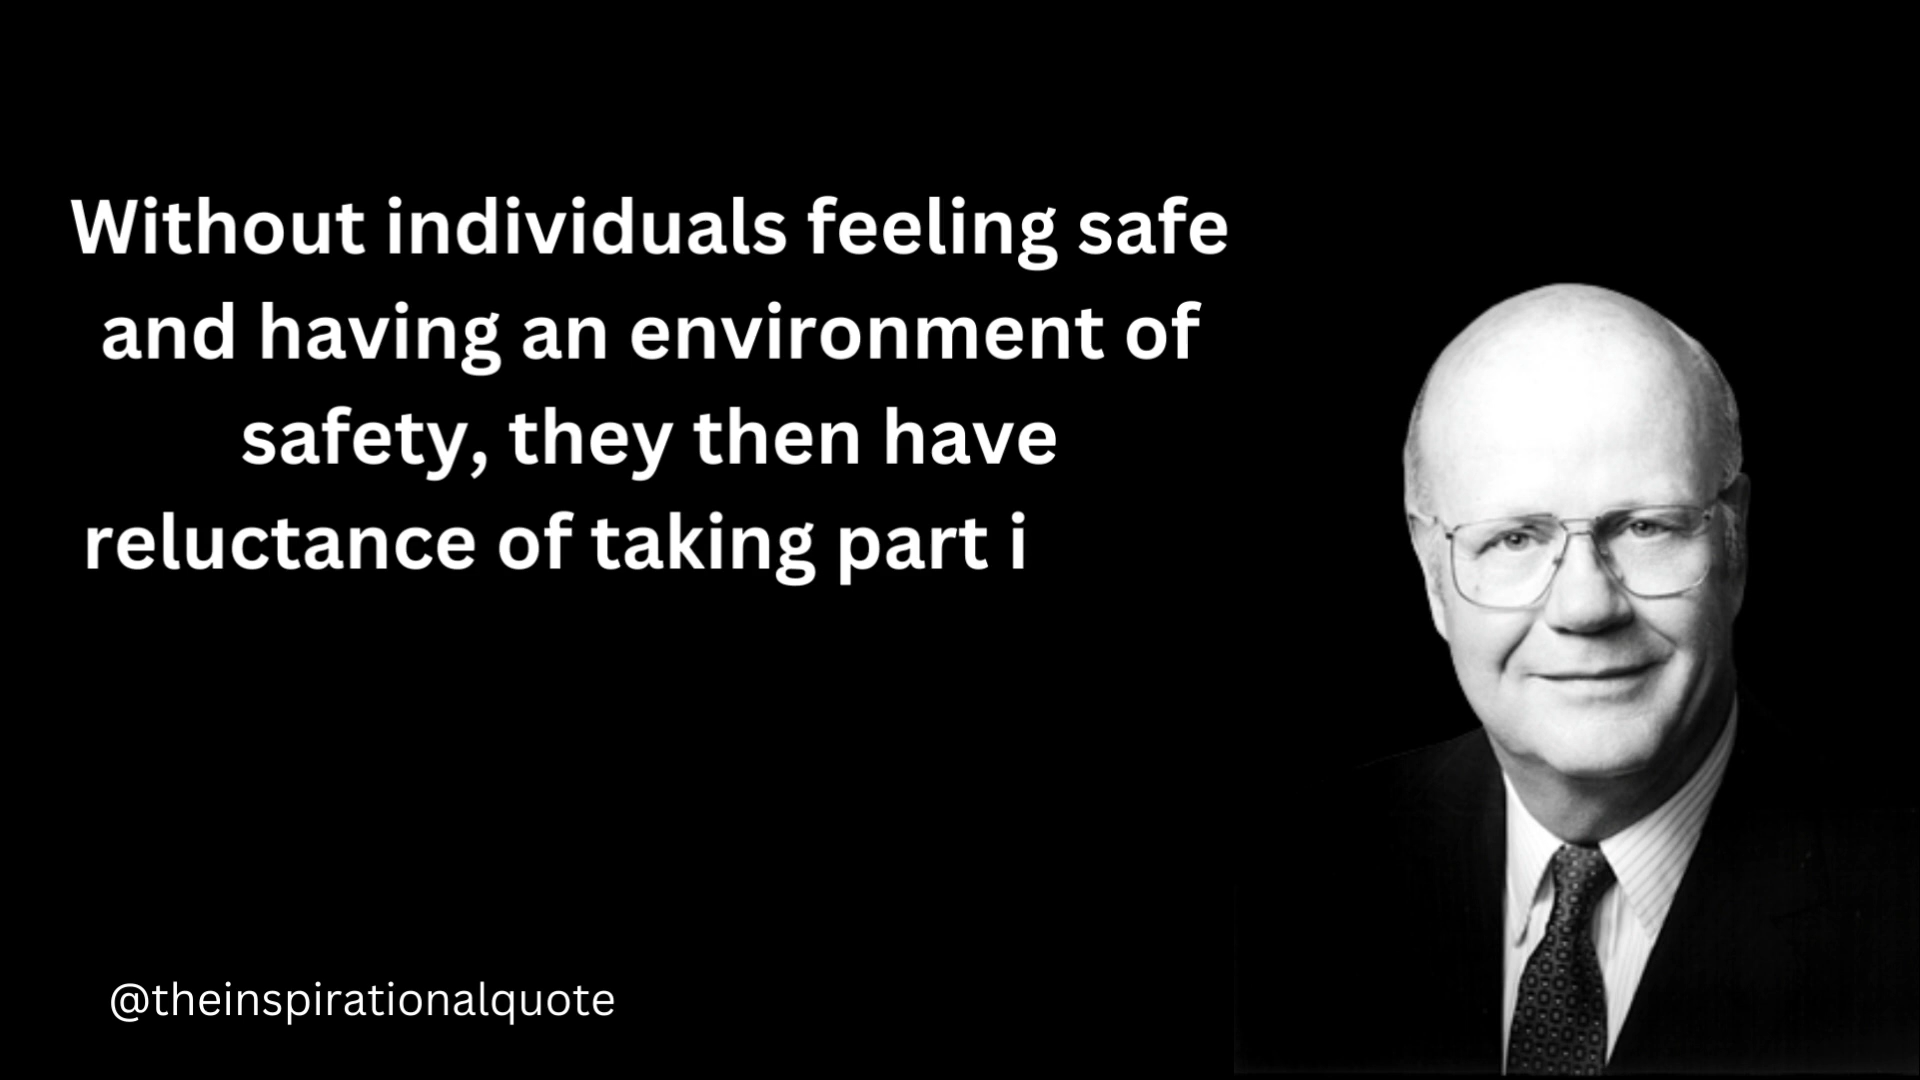 Without individuals feeling safe
and having an environment of
safety, they then have
reluctance of taking part i
@theinspirationalquote